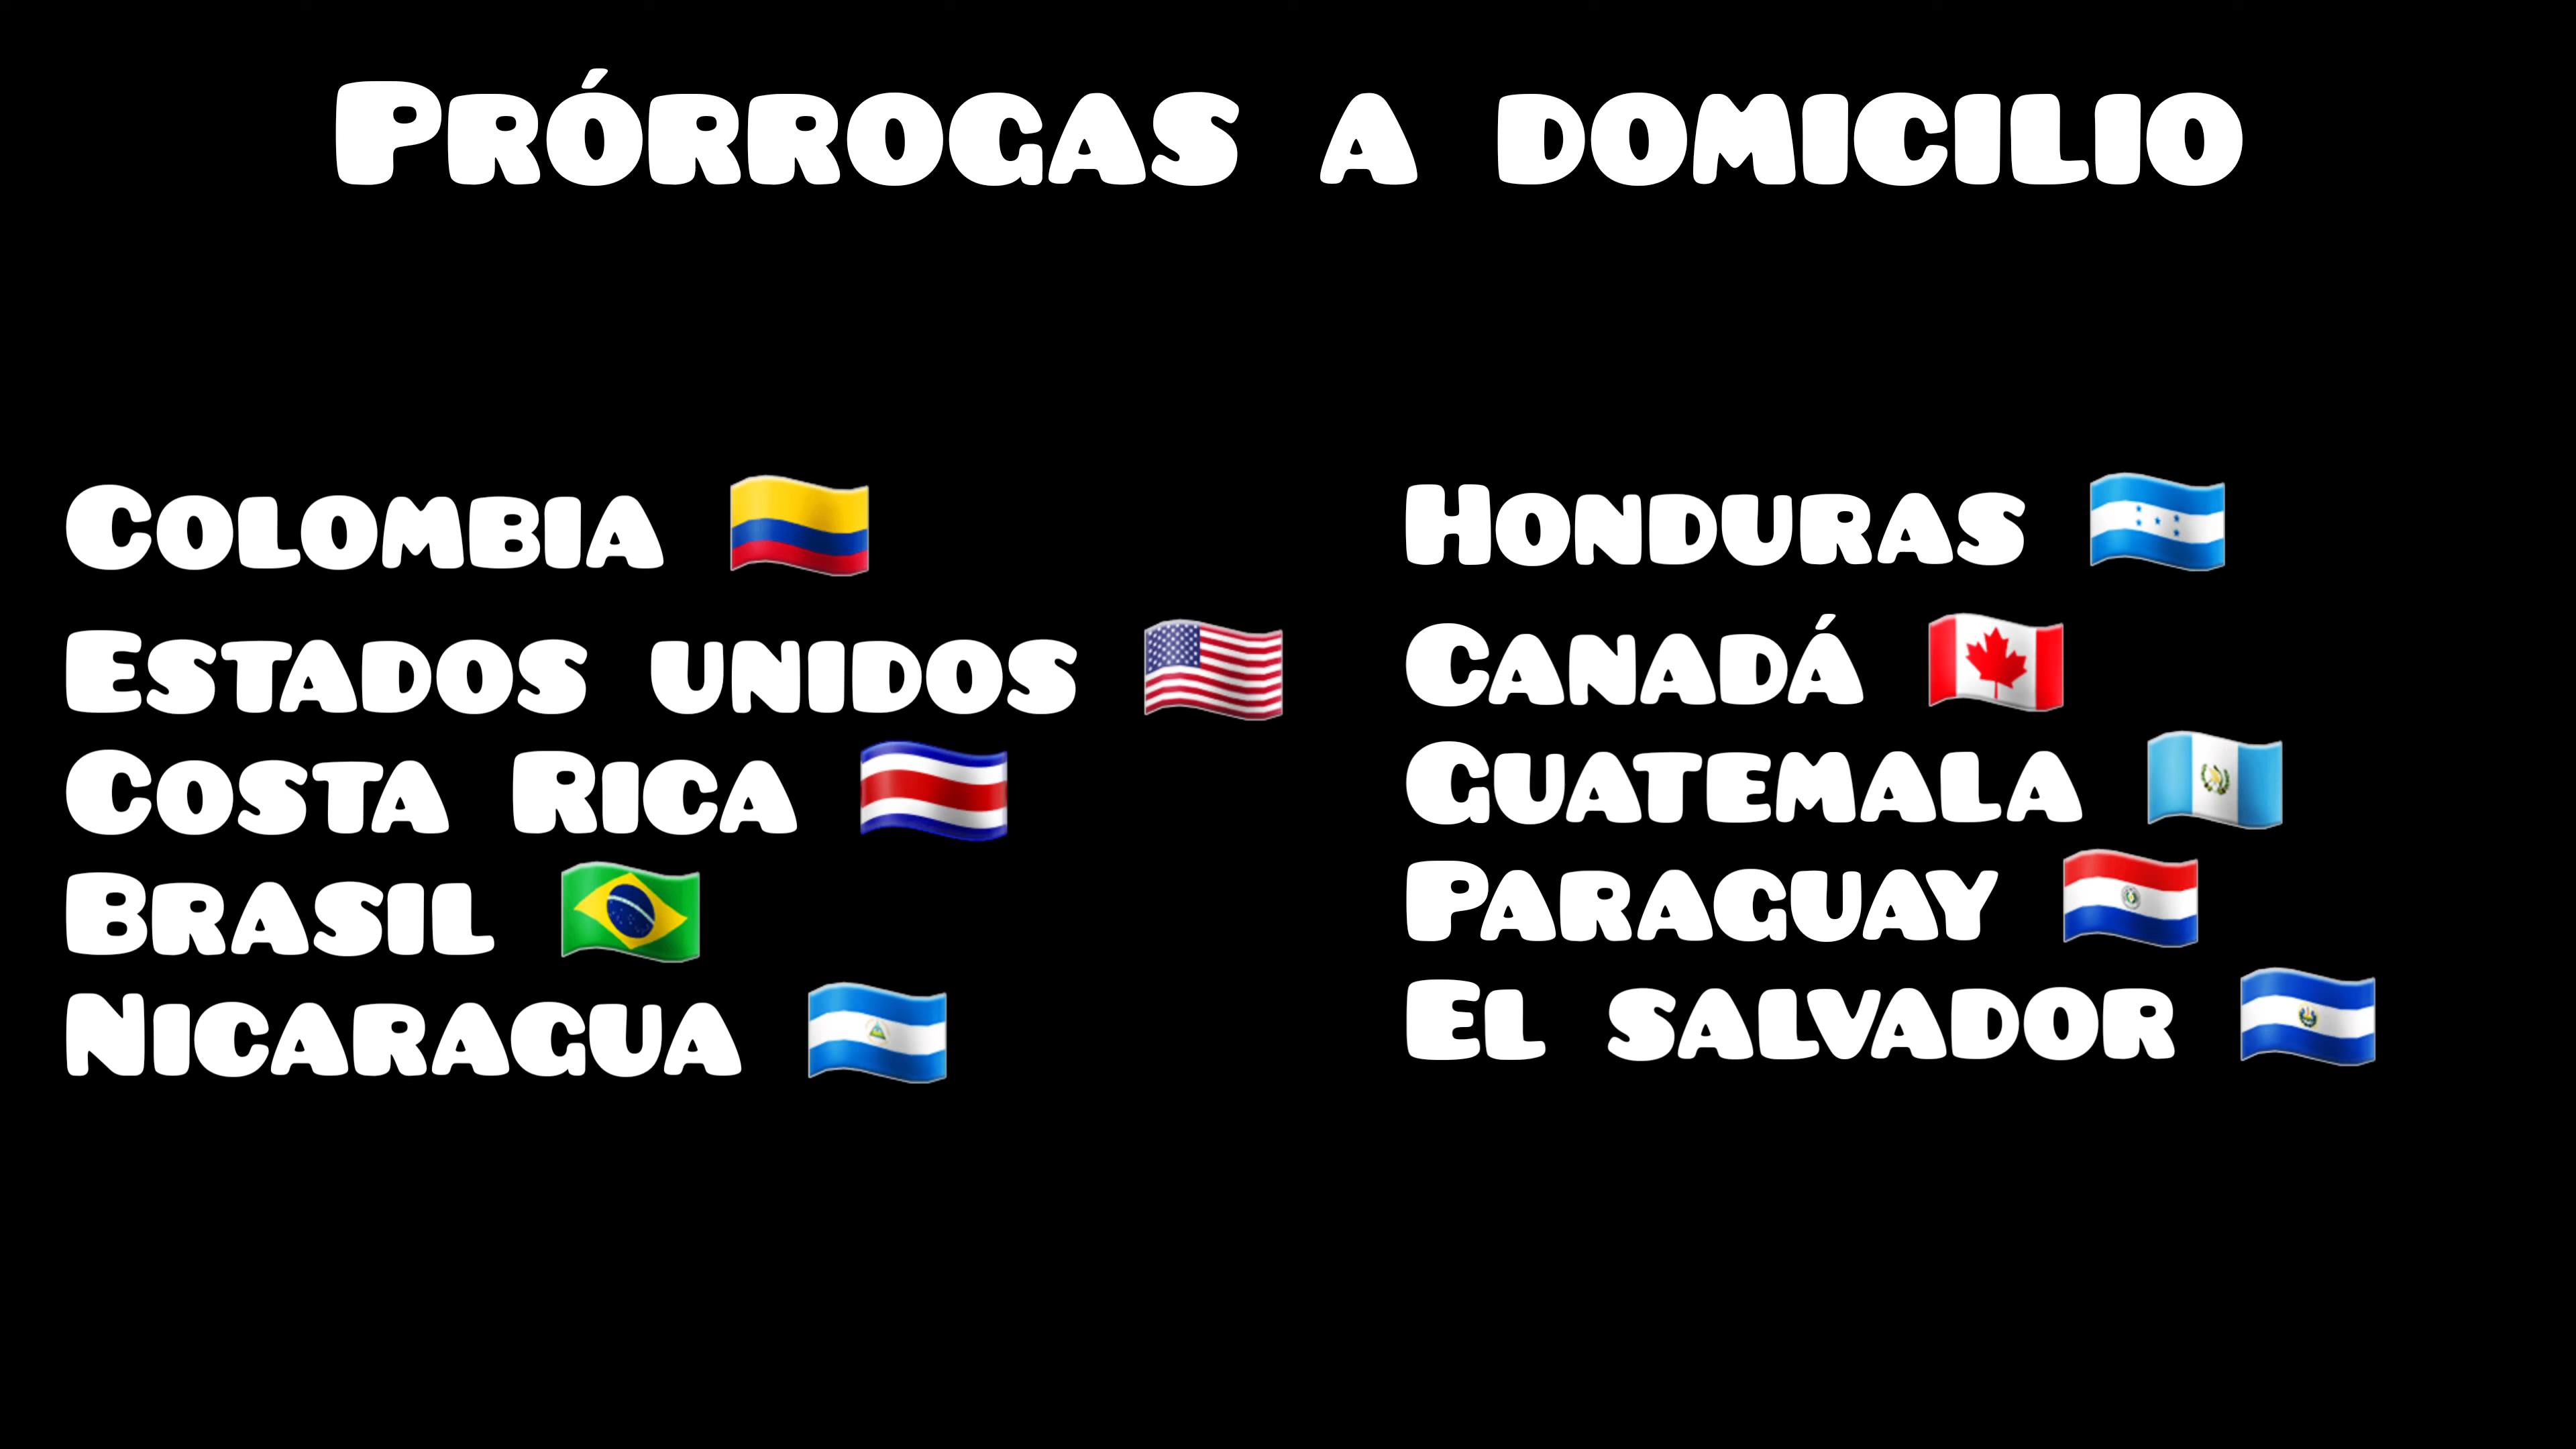 Prórrogas a domicilio
Colombia 🇨🇴
Estados unidos 🇺🇸
Costa Rica 🇨🇷
Brasil 🇧🇷
Nicaragua 🇳🇮
Honduras 🇭🇳
Canadá 🇨🇦
Guatemala 🇬🇹
Paraguay 🇵🇾
El salvador 🇸🇻